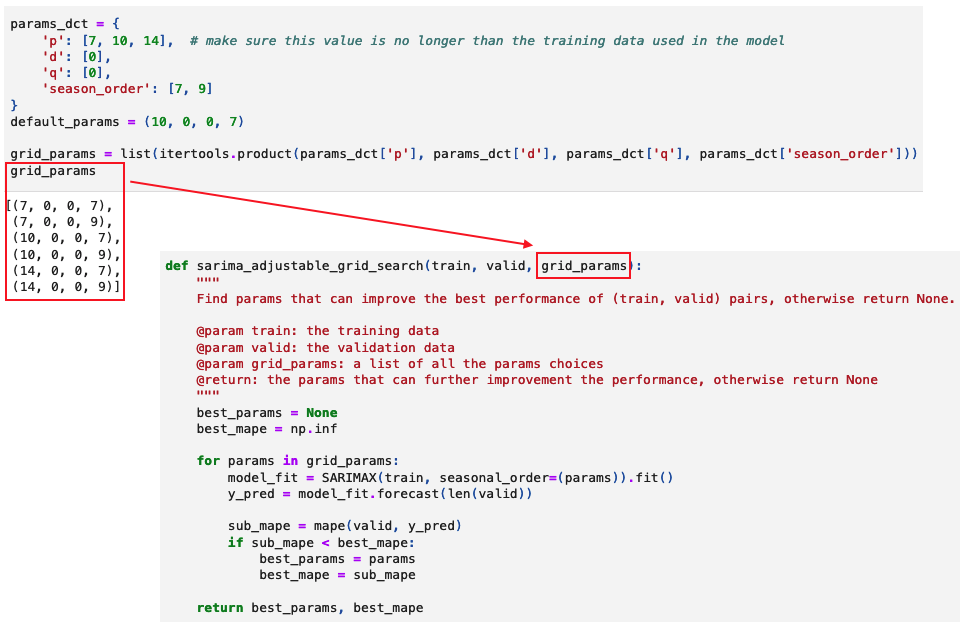 params_dct = {
    'p': [7, 10, 14],  # make sure this value is no longer than the training data used in the model
    'd': [0],
    'q': [0],
    'season_order': [7, 9]
}
default_params = (10, 0, 0, 7)

grid_params = list(itertools.product(params_dct['p'], params_dct['d'], params_dct['q'], params_dct['season_order']))
grid_params

[(7, 0, 0, 7),
 (7, 0, 0, 9),
 (10, 0, 0, 7),
 (10, 0, 0, 9),
 (14, 0, 0, 7),
 (14, 0, 0, 9)]

def sarima_adjustable_grid_search(train, valid, grid_params):
    """
    Find params that can improve the best performance of (train, valid) pairs, otherwise return None.

    @param train: the training data
    @param valid: the validation data
    @param grid_params: a list of all the params choices
    @return: the params that can further improvement the performance, otherwise return None
    """
    best_params = None
    best_mape = np.inf

    for params in grid_params:
        model_fit = SARIMAX(train, seasonal_order=(params)).fit()
        y_pred = model_fit.forecast(len(valid))

        sub_mape = mape(valid, y_pred)
        if sub_mape < best_mape:
            best_params = params
            best_mape = sub_mape

    return best_params, best_mape